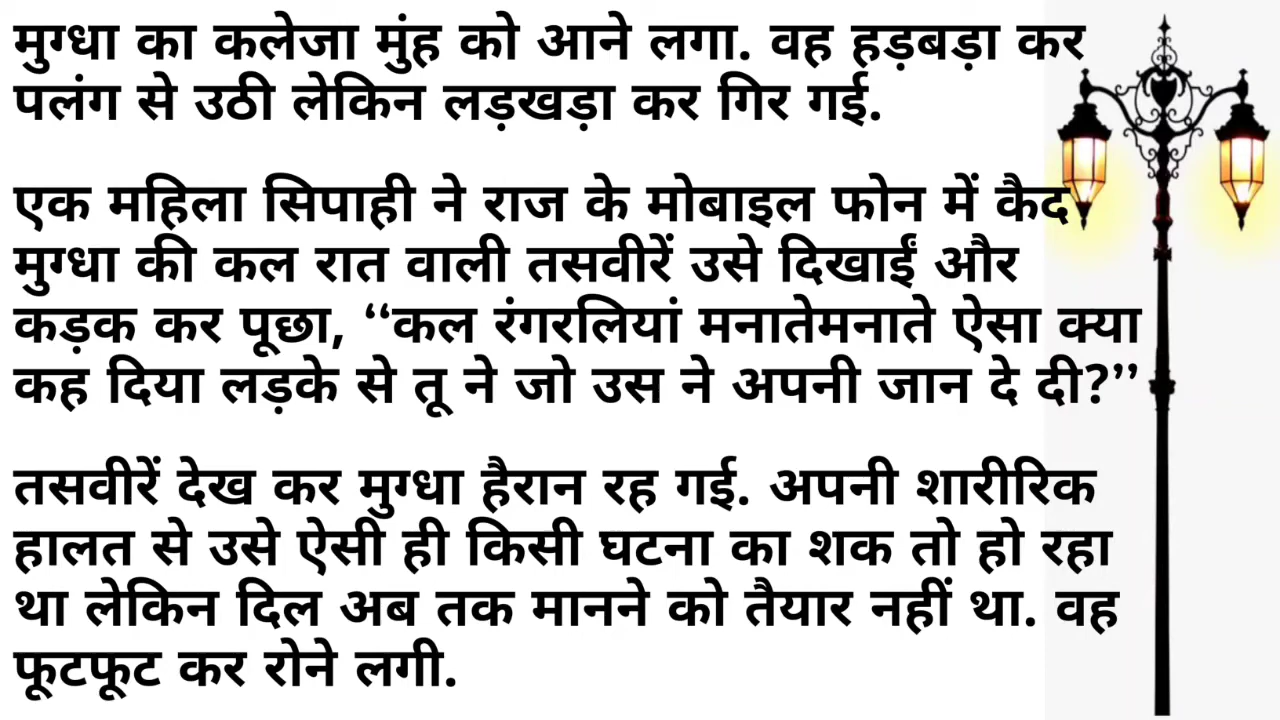 मुग्धा का कलेजा मुंह को आने लगा. वह हड़बड़ा कर
पलंग से उठी लेकिन लड़खड़ा कर गिर गई.
एक महिला सिपाही ने राज के मोबाइल फोन में कैद
मुग्धा की कल रात वाली तसवीरें उसे दिखाईं और
कड़क कर पूछा, ‘‘कल रंगरलियां मनातेमनाते ऐसा क्या
कह दिया लड़के से तू ने जो उस ने अपनी जान दे दी?’’
तसवीरें देख कर मुग्धा हैरान रह गई. अपनी शारीरिक
हालत से उसे ऐसी ही किसी घटना का शक तो हो रहा
था लेकिन दिल अब तक मानने को तैयार नहीं था. वह
फूटफूट कर रोने लगी.